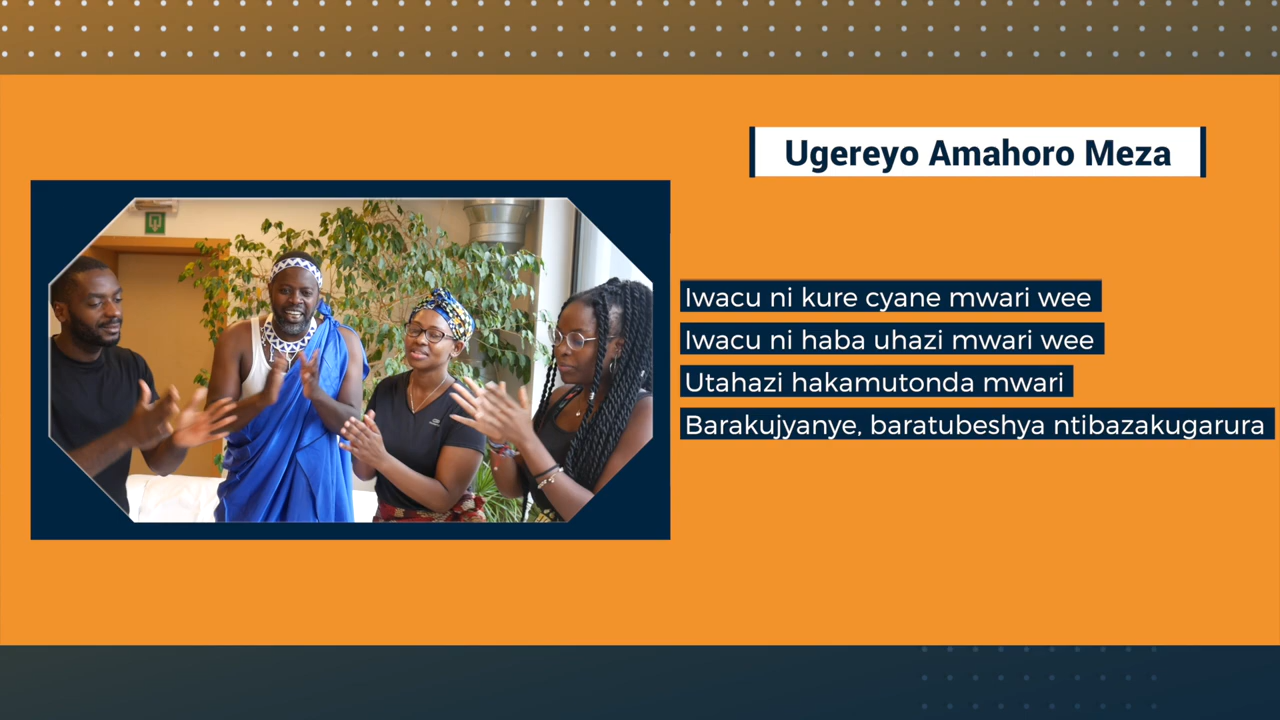 Ugereyo Amahoro Meza
Iwacu ni kure cyane mwari wee
Iwacu ni haba uhazi mwari wee
Utahazi hakamutonda mwari
Barakujyanye, baratubeshya ntibazakugarura